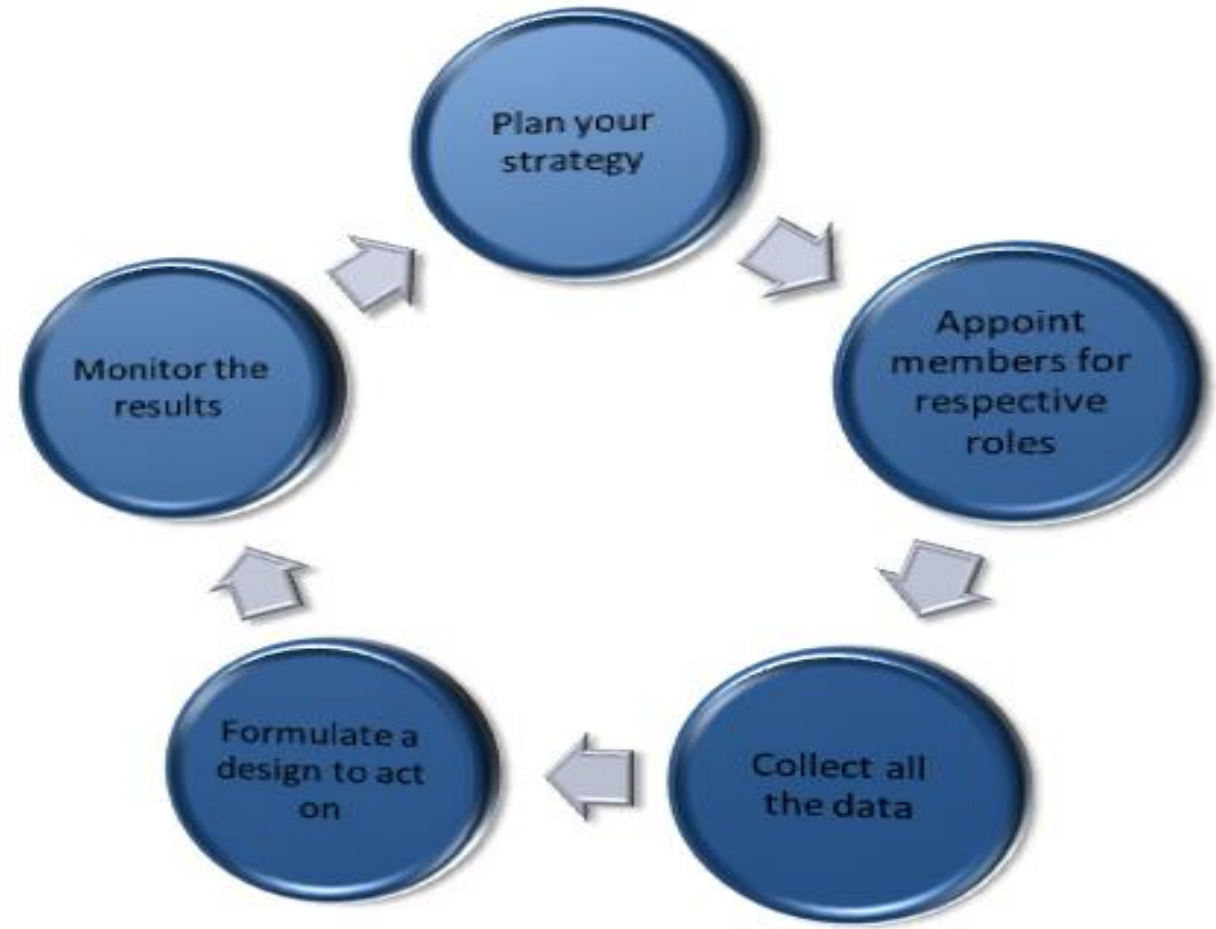 Plan your
strategy
Appoint
members for
respective
roles
Collect all
the data
Formulate a
design to act
on
Monitor the
results